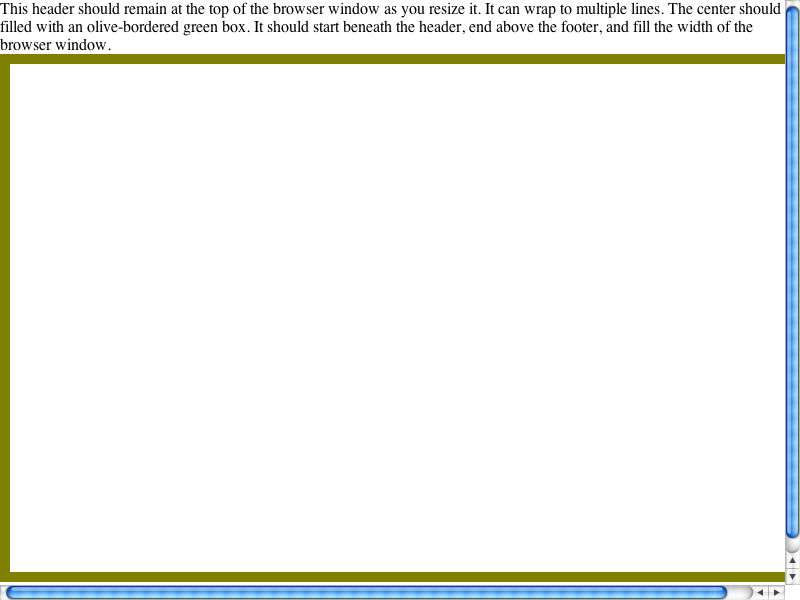 This header should remain at the top of the browser window as you resize it. It can wrap to multiple lines. The center should
filled with an olive-bordered green box. It should start beneath the header, end above the footer, and fill the width of the
browser window.